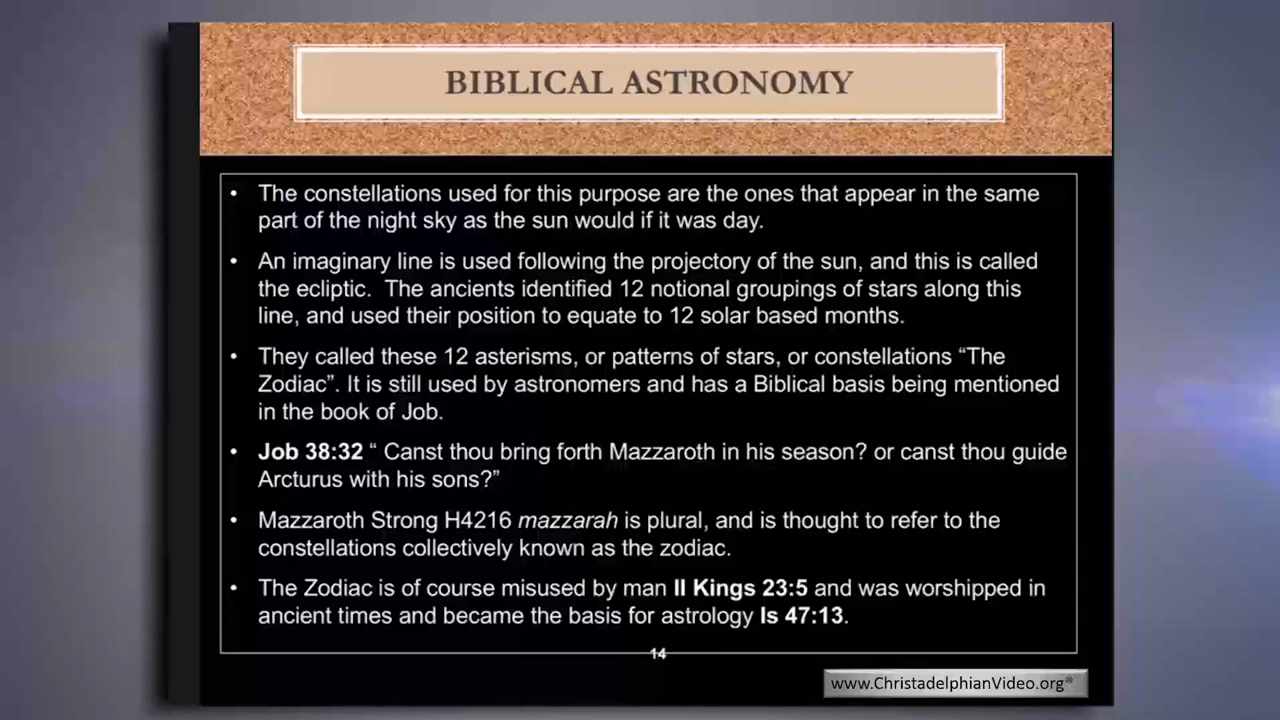 BIBLICAL ASTRONOMY
• The constellations used for this purpose are the ones that appear in the same
part of the night sky as the sun would if it was day.
• An imaginary line is used following the projectory of the sun, and this is called
the ecliptic.  The ancients identified 12 notional groupings of stars along this
line, and used their position to equate to 12 solar based months.
• They called these 12 asterisms, or patterns of stars, or constellations “The
Zodiac”. It is still used by astronomers and has a Biblical basis being mentioned
in the book of Job.
• Job 38:32 “ Canst thou bring forth Mazzaroth in his season? or canst thou guide
Arcturus with his sons?”
• Mazzaroth Strong H4216 mazzarah is plural, and is thought to refer to the
constellations collectively known as the zodiac.
• The Zodiac is of course misused by man II Kings 23:5 and was worshipped in
ancient times and became the basis for astrology Is 47:13.
14
www.ChristadelphianVideo.org®